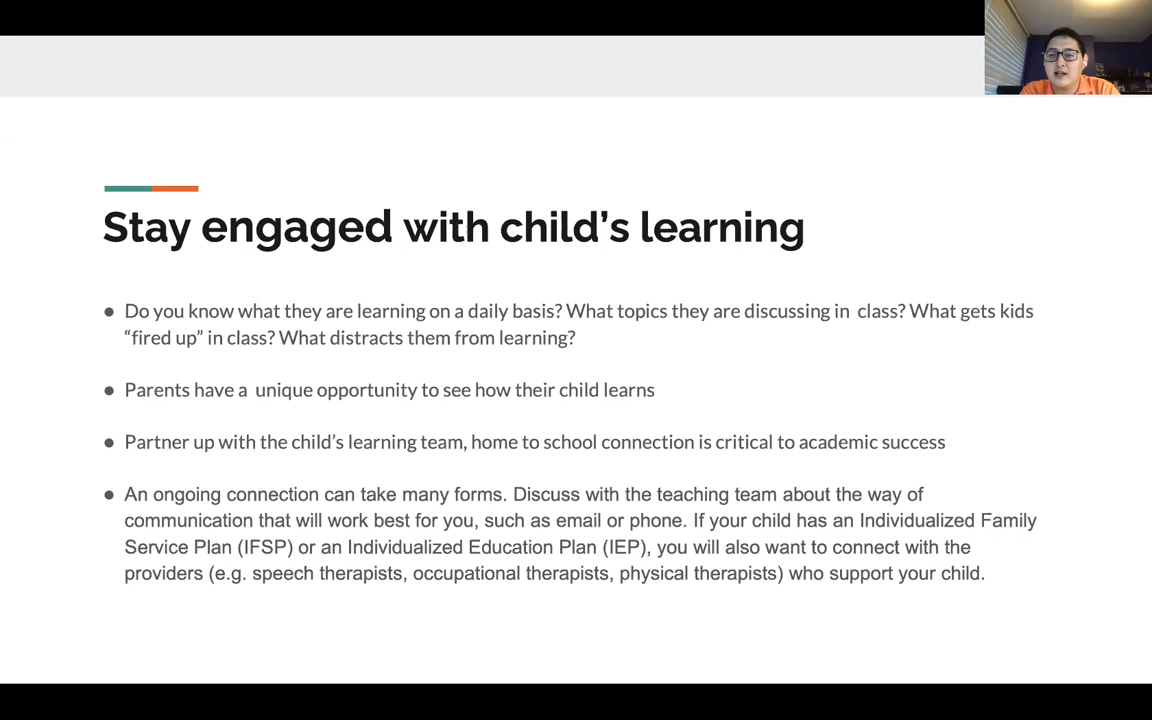 Stay engaged with child’s learning
● Do you know what they are learning on a daily basis? What topics they are discussing in  class? What gets kids
“fired up” in class? What distracts them from learning?
● Parents have a  unique opportunity to see how their child learns
● Partner up with the child’s learning team, home to school connection is critical to academic success
● An ongoing connection can take many forms. Discuss with the teaching team about the way of
communication that will work best for you, such as email or phone. If your child has an Individualized Family
Service Plan (IFSP) or an Individualized Education Plan (IEP), you will also want to connect with the
providers (e.g. speech therapists, occupational therapists, physical therapists) who support your child.